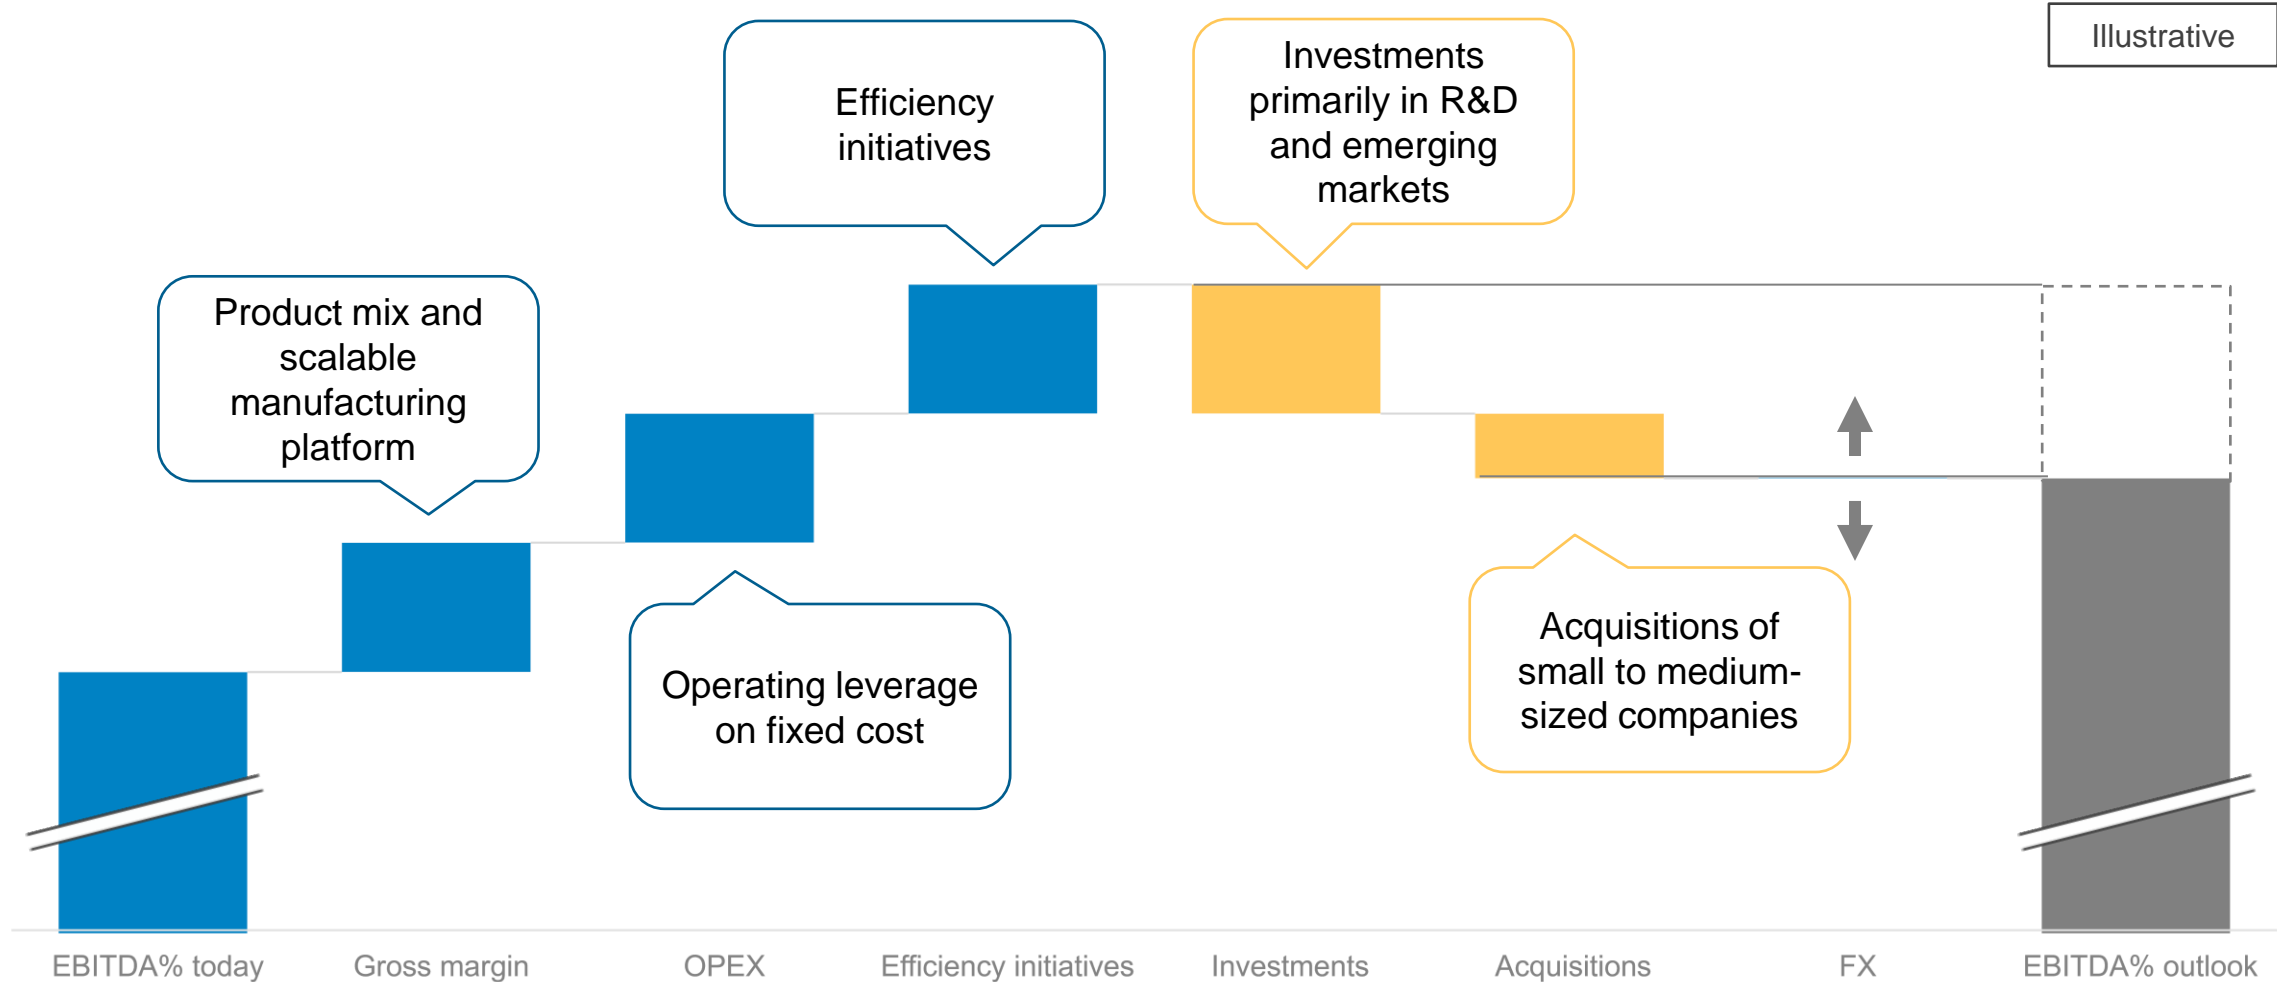 Illustrative
Efficiency
initiatives
Investments
primarily in R&D
and emerging
markets
Product mix and
scalable
manufacturing
platform
Operating leverage
on fixed cost
Acquisitions of
small to medium-
sized companies
EBITDA% today
Gross margin
OPEX
Efficiency initiatives
Investments
Acquisitions
FX
EBITDA% outlook